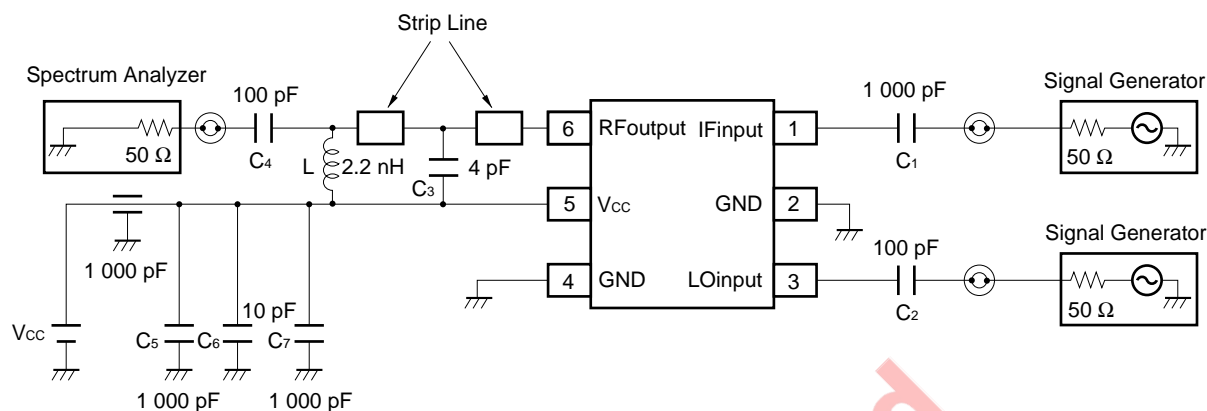 Strip Line
Spectrum Analyzer
Signal Generator
100 pF
1 000 pF
6 RFoutput IFinput 1
50 Ω
C4
L 2.2 nH
C3
4 pF
C1
50 Ω
5 VCC GND 2
Signal Generator
100 pF
1 000 pF
4 GND LOinput 3
10 pF
C2
50 Ω
VCC
C5 C6 C7
1 000 pF 1 000 pF